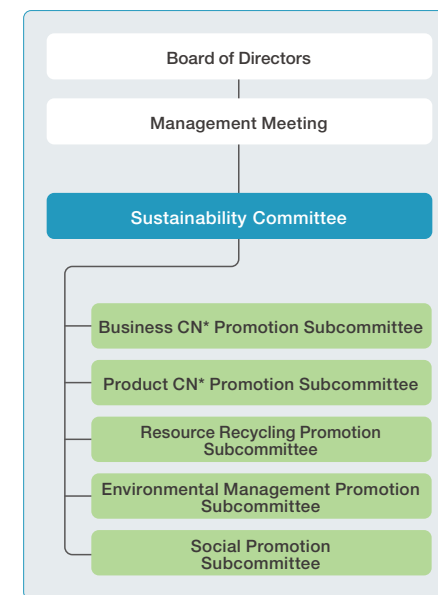 Board of Directors
Management Meeting
Sustainability Committee
Business CN* Promotion Subcommittee
Product CN* Promotion Subcommittee
Resource Recycling Promotion
Subcommittee
Environmental Management Promotion
Subcommittee
Social Promotion
Subcommittee